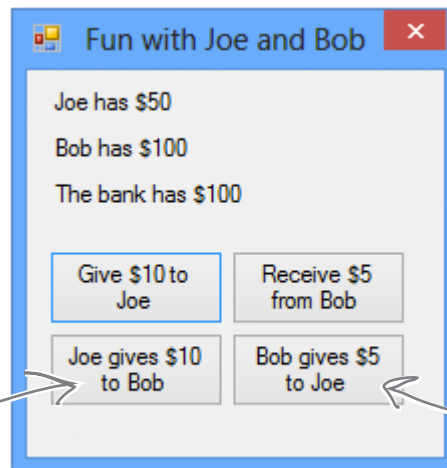 Fun with Joe and Bob
Joe has $50
Bob has $100
The bank has $100
Give $10 to
Joe
Receive $5
from Bob
Joe gives $10
to Bob
Bob gives $5
to Joe